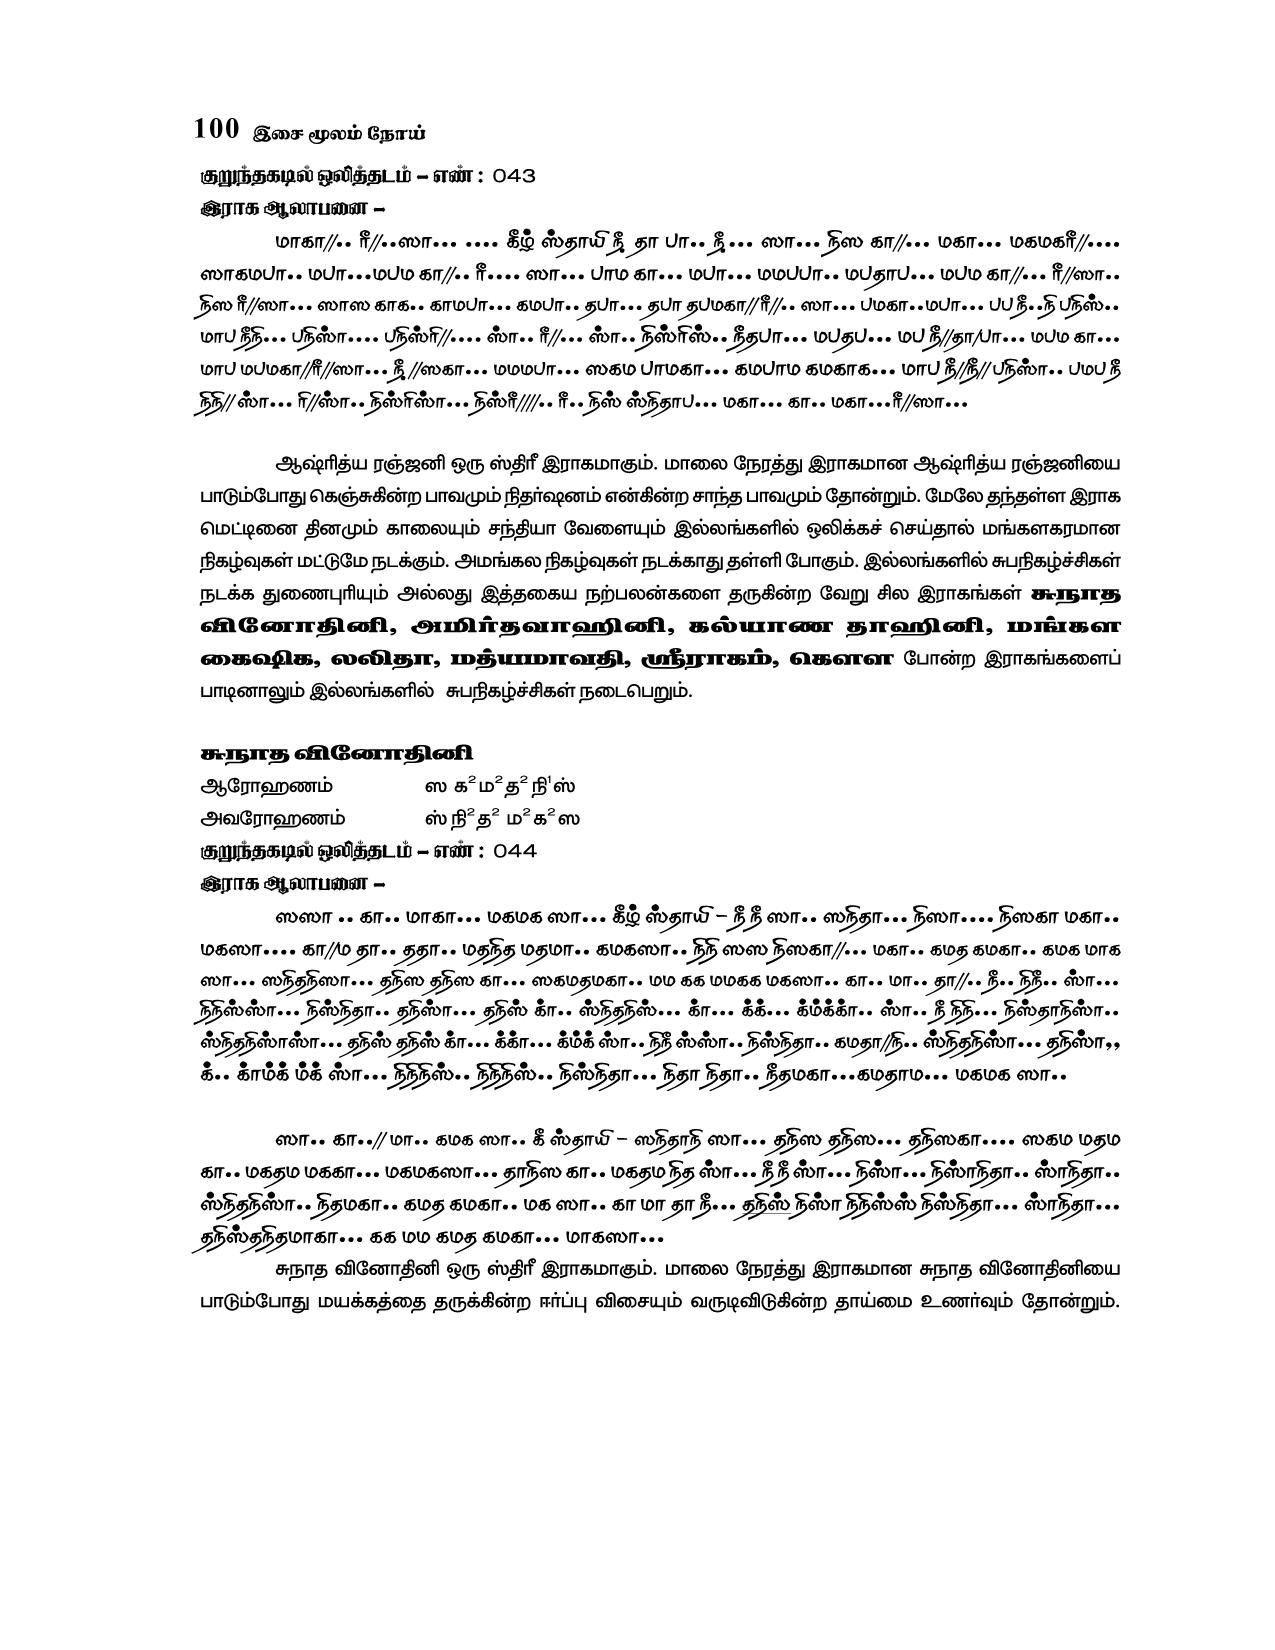 100 இசை மூலம் நோய்
குறுந்தகடில் ஒலித்தடம் – எண் : 043
இராக ஆலாபனை –
மாகா//.. ரீ//..ஸா... .... கீழ் ஸ்தாயி நீ தா பா.. நீ... ஸா... நிஸ கா//... மகா... மகமகரீ//....
ஸாகமபா.. மபா...மபம கா//.. ரீ.... ஸா... பாம கா... மபா... மமபபா.. மபதாப... மபம கா//... ரீ//ஸா..
நிஸ ரீ//ஸா... ஸாஸ காக.. காமபா... கமபா.. தபா... தபா தபமகா//ரீ//.. ஸா... பமகா..மபா... பப நீ..நி பநிஸ்..
மாப நீநி... பநிஸ்ா.... பநிஸ்ரி//.... ஸ்ா.. ரீ//... ஸ்ா.. நிஸ்ரிஸ்.. நீதபா... மபதப... மப நீ//தா/பா... மபம கா...
மாப மபமகா//ரீ//ஸா... நீ //ஸகா... மமமபா... ஸகம பாமகா... கமபாம கமகாக... மாப நீ//நீ// பநிஸ்ா.. பமப நீ
நிநி// ஸ்ா... ரி//ஸ்ா.. நிஸ்ரிஸ்ா... நிஸ்ரீ////.. ரீ.. நிஸ் ஸ்நிதாப... மகா... கா.. மகா...ரீ//ஸா...
ஆஷ்ரித்ய ரஞ்ஜனி ஒரு ஸ்திரீ இராகமாகும். மாலை நேரத்து இராகமான ஆஷ்ரித்ய ரஞ்ஜனியை
பாடும்போது கெஞ்சுகின்ற பாவமும் நிதர்ஷனம் என்கின்ற சாந்த பாவமும் தோன்றும். மேலே தந்தள்ள இராக
மெட்டினை தினமும் காலையும் சந்தியா வேளையும் இல்லங்களில் ஒலிக்கச் செய்தால் மங்களகரமான
நிகழ்வுகள் மட்டுமே நடக்கும். அமங்கல நிகழ்வுகள் நடக்காது தள்ளி போகும். இல்லங்களில் சுபநிகழ்ச்சிகள்
நடக்க துணைபுரியும் அல்லது இத்தகைய நற்பலன்களை தருகின்ற வேறு சில இராகங்கள் சுநாத
வினோதினி, அமிர்தவாஹினி, கல்யாண தாஹினி, மங்கள
கைஷிக, லலிதா, மத்யமாவதி, ஸ்ரீராகம், கௌள போன்ற இராகங்களைப்
பாடினாலும் இல்லங்களில் சுபநிகழ்ச்சிகள் நடைபெறும்.
சுநாத வினோதினி
ஆரோஹணம் ஸ க²ம²த²நி¹ஸ்
அவரோஹணம் ஸ் நி²த² ம²க²ஸ
குறுந்தகடில் ஒலித்தடம் – எண் : 044
இராக ஆலாபனை –
ஸஸா .. கா.. மாகா... மகமக ஸா... கீழ் ஸ்தாயி – நீ நீ ஸா.. ஸநிதா... நிஸா.... நிஸகா மகா..
மகஸா.... கா//ம தா.. ததா.. மதநித மதமா.. கமகஸா.. நிநி ஸஸ நிஸகா//... மகா.. கமத கமகா.. கமக மாக
ஸா... ஸநிதநிஸா... தநிஸ தநிஸ கா... ஸகமதமகா.. மம கக மமகக மகஸா.. கா.. மா.. தா//.. நீ.. நிநீ.. ஸ்ா...
நிநிஸ்ஸ்ா... நிஸ்நிதா.. தநிஸ்ா... தநிஸ் க்ா.. ஸ்நிதநிஸ்... க்ா... க்க்... க்ம்க்க்ா.. ஸ்ா.. நீ நிநி... நிஸ்தாநிஸ்ா..
ஸ்நிதநிஸ்ாஸ்ா... தநிஸ் தநிஸ் க்ா... க்க்ா... க்ம்க் ஸ்ா.. நிநீ ஸ்ஸ்ா.. நிஸ்நிதா.. கமதா//நி.. ஸ்நிதநிஸ்ா... தநிஸ்ா,,
க்.. க்ாம்க் ம்க் ஸ்ா... நிநிநிஸ்.. நிநிநிஸ்.. நிஸ்நிதா... நிதா நிதா.. நீதமகா...கமதாம... மகமக ஸா..
ஸா.. கா..// மா.. கமக ஸா.. கீ ஸ்தாயி – ஸநிதாநி ஸா... தநிஸ தநிஸ... தநிஸகா.... ஸகம மதம
கா.. மகதம மககா... மகமகஸா... தாநிஸ கா.. மகதம நித ஸ்ா... நீ நீ ஸ்ா... நிஸ்ா... நிஸ்ாநிதா.. ஸ்ாநிதா..
ஸ்நிதநிஸ்ா.. நிதமகா.. கமத கமகா.. மக ஸா.. கா மா தா நீ... தநிஸ் நிஸ்ா நிநிஸ்ஸ் நிஸ்நிதா... ஸ்ாநிதா...
தநிஸ்தநிதமாகா... கக மம கமத கமகா... மாகஸா...
சுநாத வினோதினி ஒரு ஸ்திரீ இராகமாகும். மாலை நேரத்து இராகமான சுநாத வினோதினியை
பாடும்போது மயக்கத்தை தருக்கின்ற ஈர்ப்பு விசையும் வருடிவிடுகின்ற தாய்மை உணர்வும் தோன்றும்.